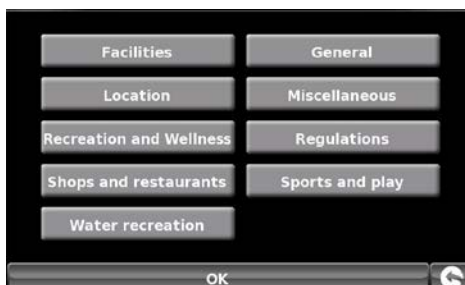 Facilities
General
Location
Miscellaneous
Recreation and Wellness
Regulations
Shops and restaurants
Sports and play
Water recreation
OK